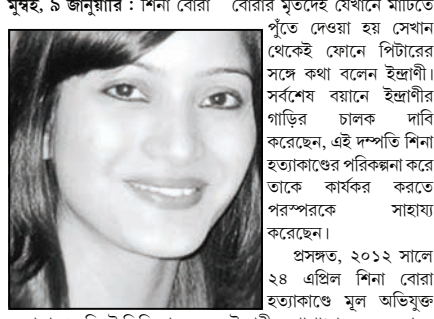 মুম্বই, ৯ জানুয়ারি : শিনা বোরা
বোরার মৃতদেহ যেখানে মাটিতে
পুঁতে দেওয়া হয় সেখান
থেকেই ফোনে পিটারের
সঙ্গে কথা বলেন ইন্দ্রাণী।
সর্বশেষ বয়ানে ইন্দ্রাণীর
গাড়ির চালক দাবি
করেছেন, এই দম্পতি শিনা
হত্যাকাণ্ডের পরিকল্পনা করে
তাকে কার্যকর করতে
পরস্পরকে সাহায্য
করেছেন।
প্রসঙ্গত, ২০১২ সালে
২৪ এপ্রিল শিনা বোরা
হত্যাকাণ্ডে মূল অভিযুক্ত